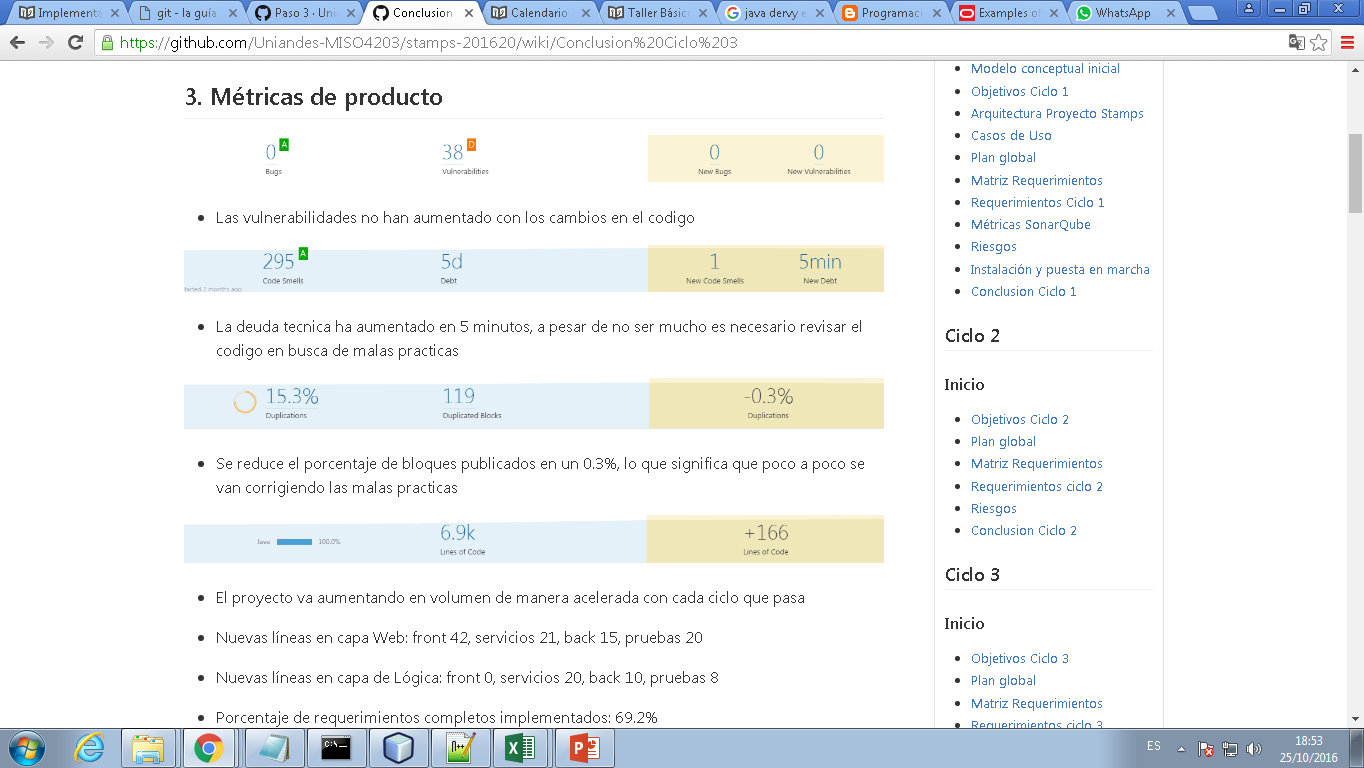 Implementa
git - la guía
Paso 3 · Uni
Conclusion
Calendario
Taller Básic
java dervy e
Programaci
Examples of
WhatsApp
https://github.com/Uniandes-MISO4203/stamps-201620/wiki/Conclusion%20Ciclo%203
3. Métricas de producto
0 A
Bugs
38 D
Vulnerabilities
0
New Bugs
0
New Vulnerabilities
Las vulnerabilidades no han aumentado con los cambios en el codigo
295 A
Code Smells
5d
Debt
1
New Code Smells
5min
New Debt
tarted 2 months ago
La deuda tecnica ha aumentado en 5 minutos, a pesar de no ser mucho es necesario revisar el
codigo en busca de malas practicas
15.3%
Duplications
119
Duplicated Blocks
-0.3%
Duplications
Se reduce el porcentaje de bloques publicados en un 0.3%, lo que significa que poco a poco se
van corrigiendo las malas practicas
Java 100.0%
6.9k
Lines of Code
+166
Lines of Code
El proyecto va aumentando en volumen de manera acelerada con cada ciclo que pasa
Nuevas líneas en capa Web: front 42, servicios 21, back 15, pruebas 20
Nuevas líneas en capa de Lógica: front 0, servicios 20, back 10, pruebas 8
Porcentaje de requerimientos completos implementados: 69.2%
Modelo conceptual inicial
Objetivos Ciclo 1
Arquitectura Proyecto Stamps
Casos de Uso
Plan global
Matriz Requerimientos
Requerimientos Ciclo 1
Métricas SonarQube
Riesgos
Instalación y puesta en marcha
Conclusion Ciclo 1
Ciclo 2
Inicio
Objetivos Ciclo 2
Plan global
Matriz Requerimientos
Requerimientos ciclo 2
Riesgos
Conclusion Ciclo 2
Ciclo 3
Inicio
Objetivos Ciclo 3
Plan global
Matriz Requerimientos
Requerimientos ciclo 3
C:\_
ES
18:53
25/10/2016